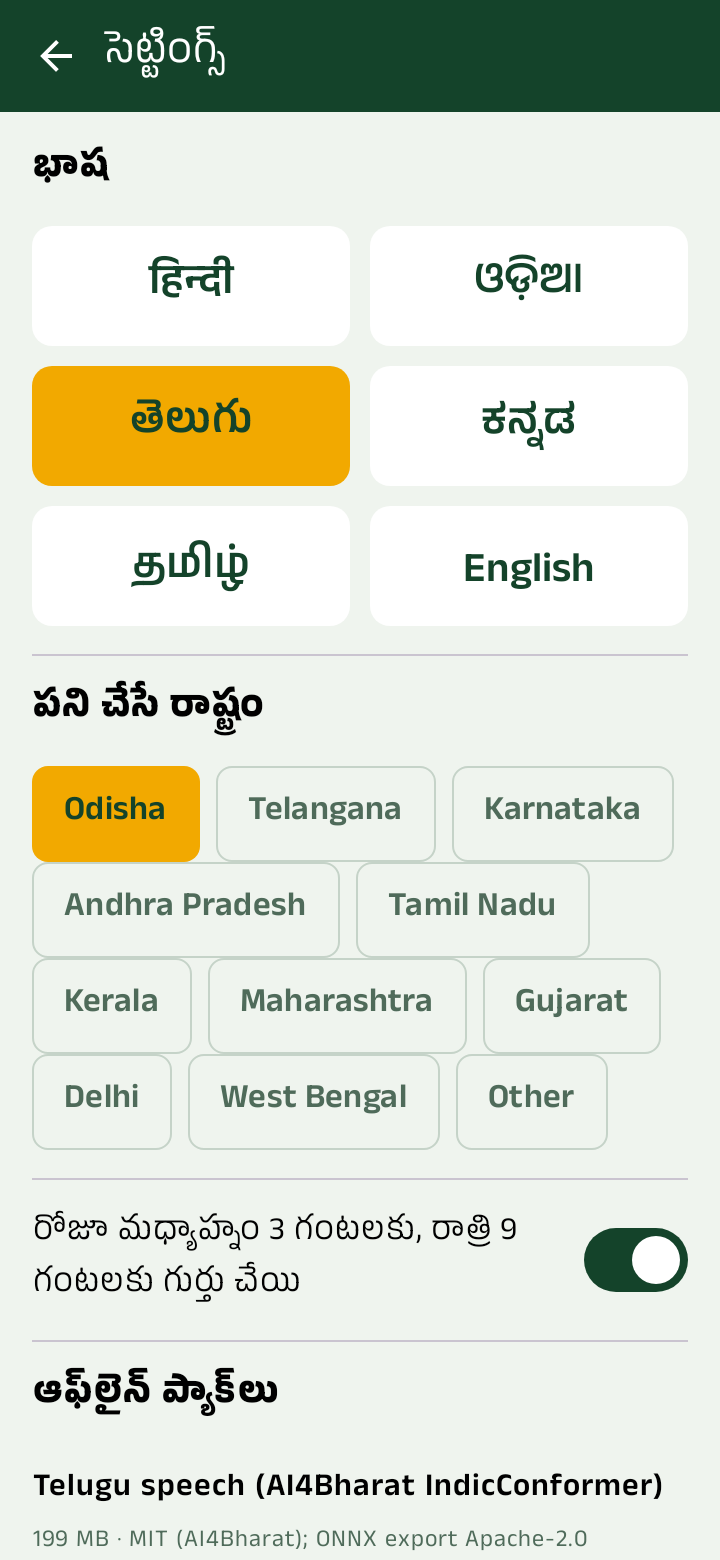 సెట్టింగ్స్
భాష
हिन्दी
ଓଡ଼ିଆ
తెలుగు
ಕನ್ನಡ
தமிழ்
English
పని చేసే రాష్ట్రం
Odisha
Telangana
Karnataka
Andhra Pradesh
Tamil Nadu
Kerala
Maharashtra
Gujarat
Delhi
West Bengal
Other
రోజూ మధ్యాహ్నం 3 గంటలకు, రాత్రి 9
గంటలకు గుర్తు చేయి
ఆఫ్‌లైన్ ప్యాక్‌లు
Telugu speech (AI4Bharat IndicConformer)
199 MB · MIT (AI4Bharat); ONNX export Apache-2.0